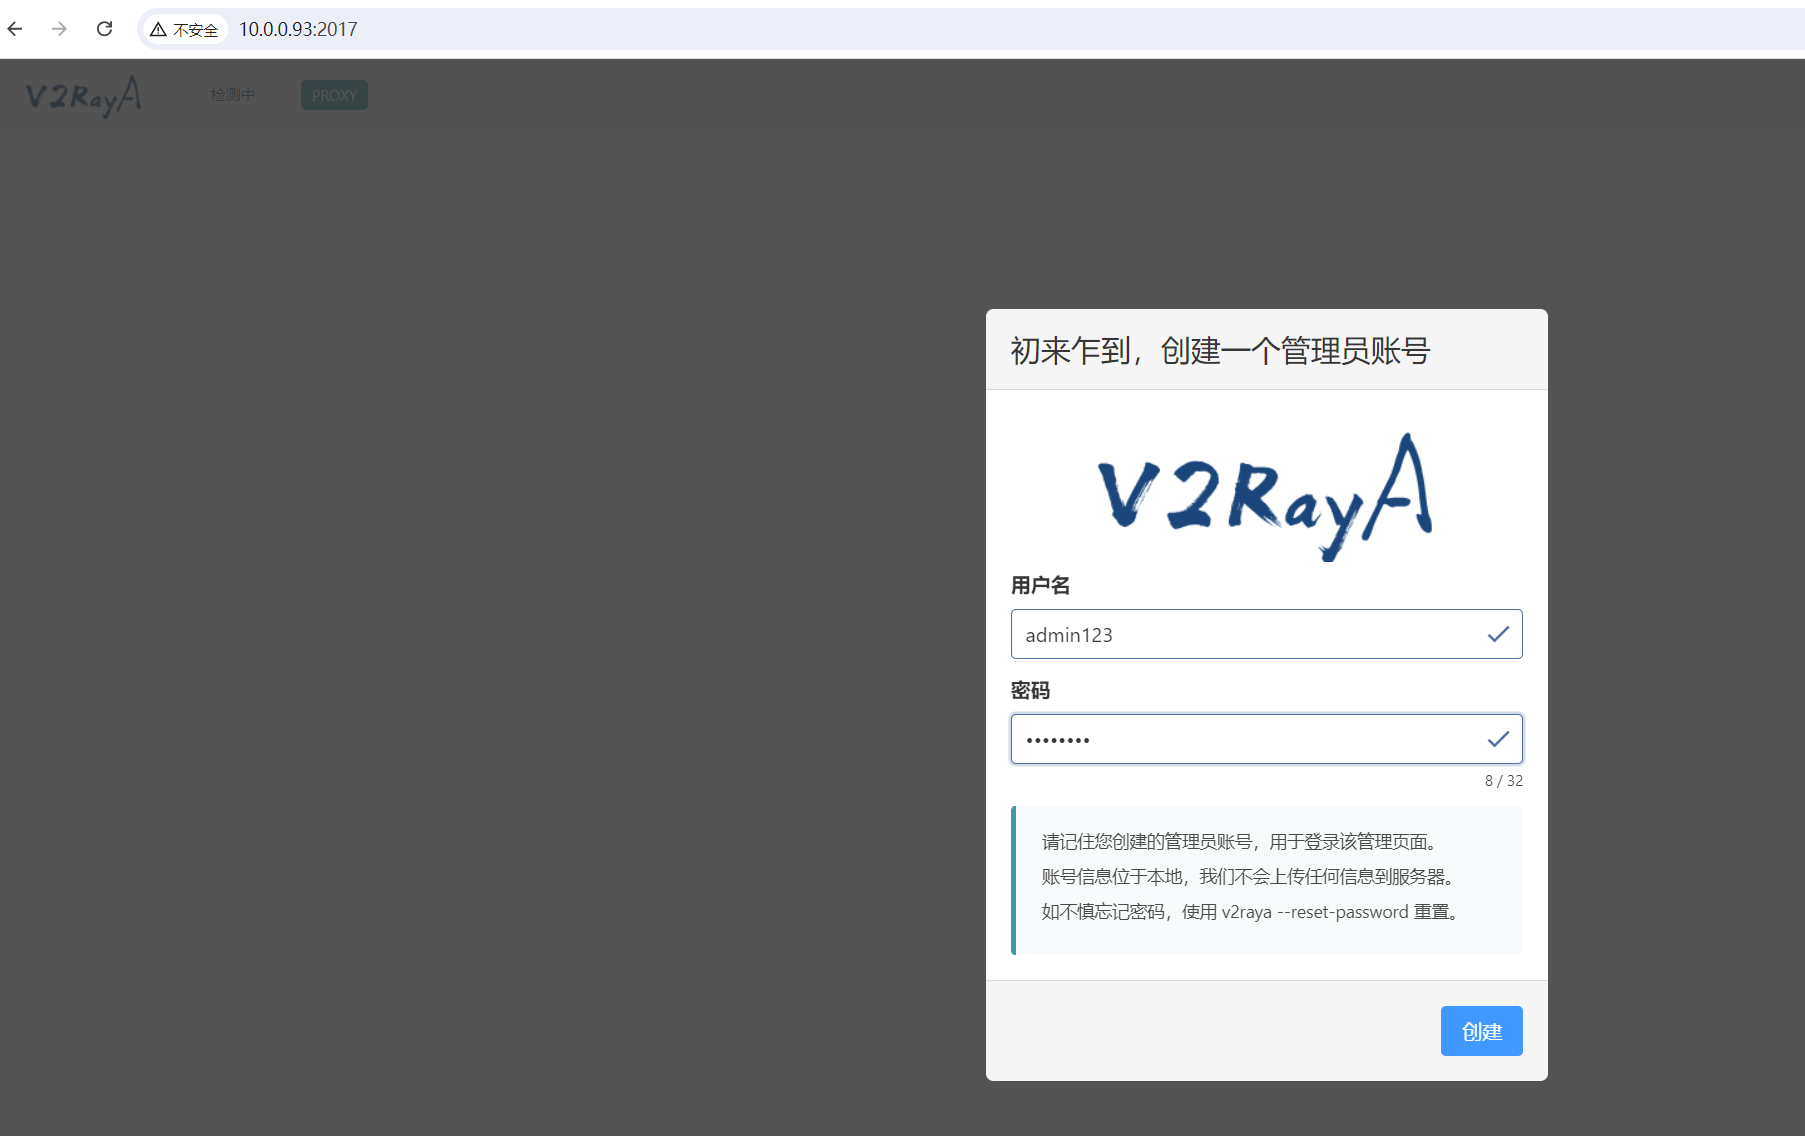 不安全 10.0.0.93:2017
V2RayA 检测中 PROXY
初来乍到，创建一个管理员账号
V2RayA
用户名
admin123
密码
••••••••
8 / 32
请记住您创建的管理员账号，用于登录该管理页面。
账号信息位于本地，我们不会上传任何信息到服务器。
如不慎忘记密码，使用 v2raya --reset-password 重置。
创建